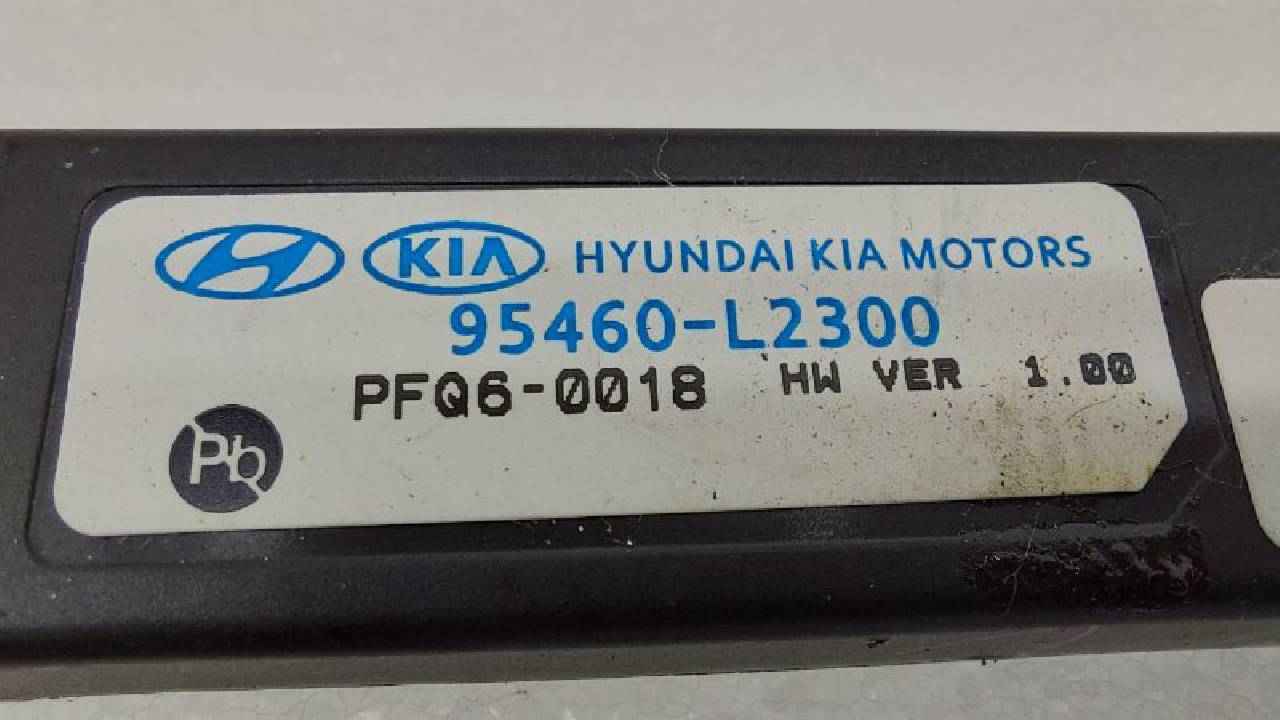 KIA HYUNDAI KIA MOTORS
95460-L2300
PFQ6-0018 HW VER 1.00
Pb